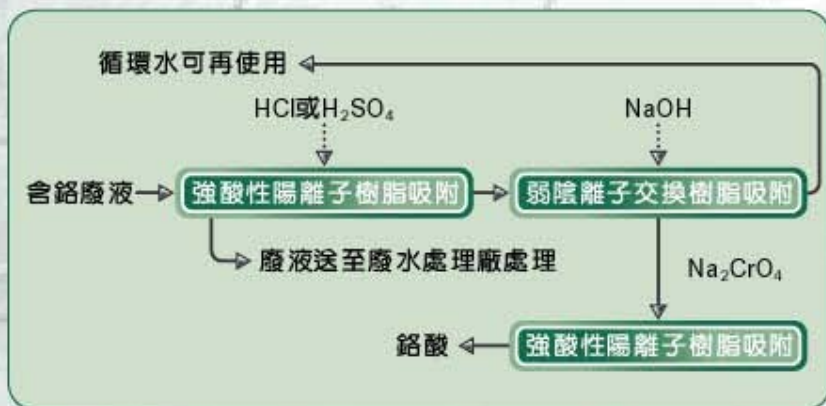 循環水可再使用
HCl或H₂SO₄
NaOH
含鉻廢液
強酸性陽離子樹脂吸附
弱陰離子交換樹脂吸附
廢液送至廢水處理廠處理
Na₂CrO₄
鉻酸
強酸性陽離子樹脂吸附